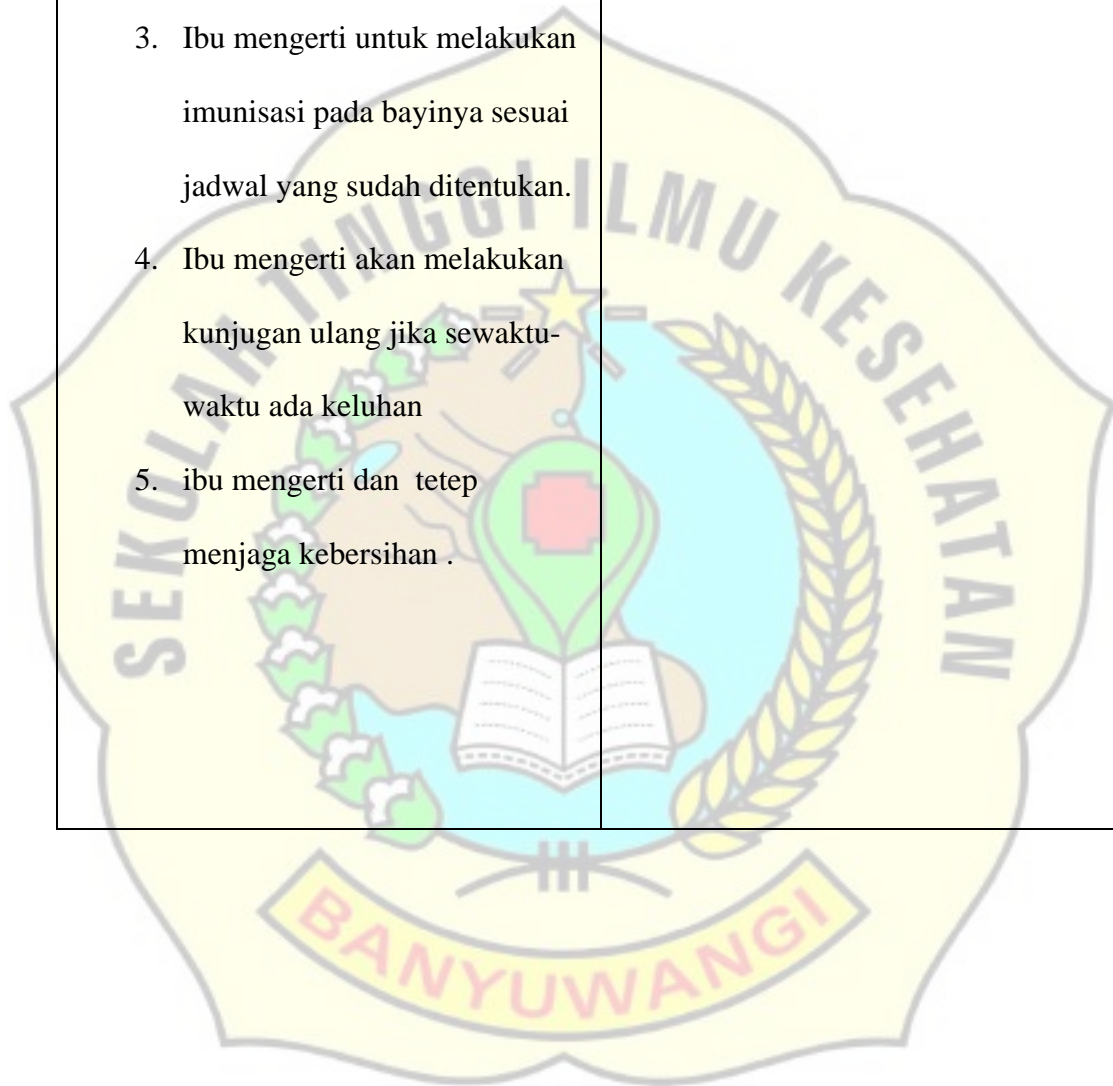 3. Ibu mengerti untuk melakukan
imunisasi pada bayinya sesuai
jadwal yang sudah ditentukan.
4. Ibu mengerti akan melakukan
kunjugan ulang jika sewaktu-
waktu ada keluhan
5. ibu mengerti dan  tetep
menjaga kebersihan .
SEKOLAH TINGGI ILMU KESEHATAN
BANYUWANGI